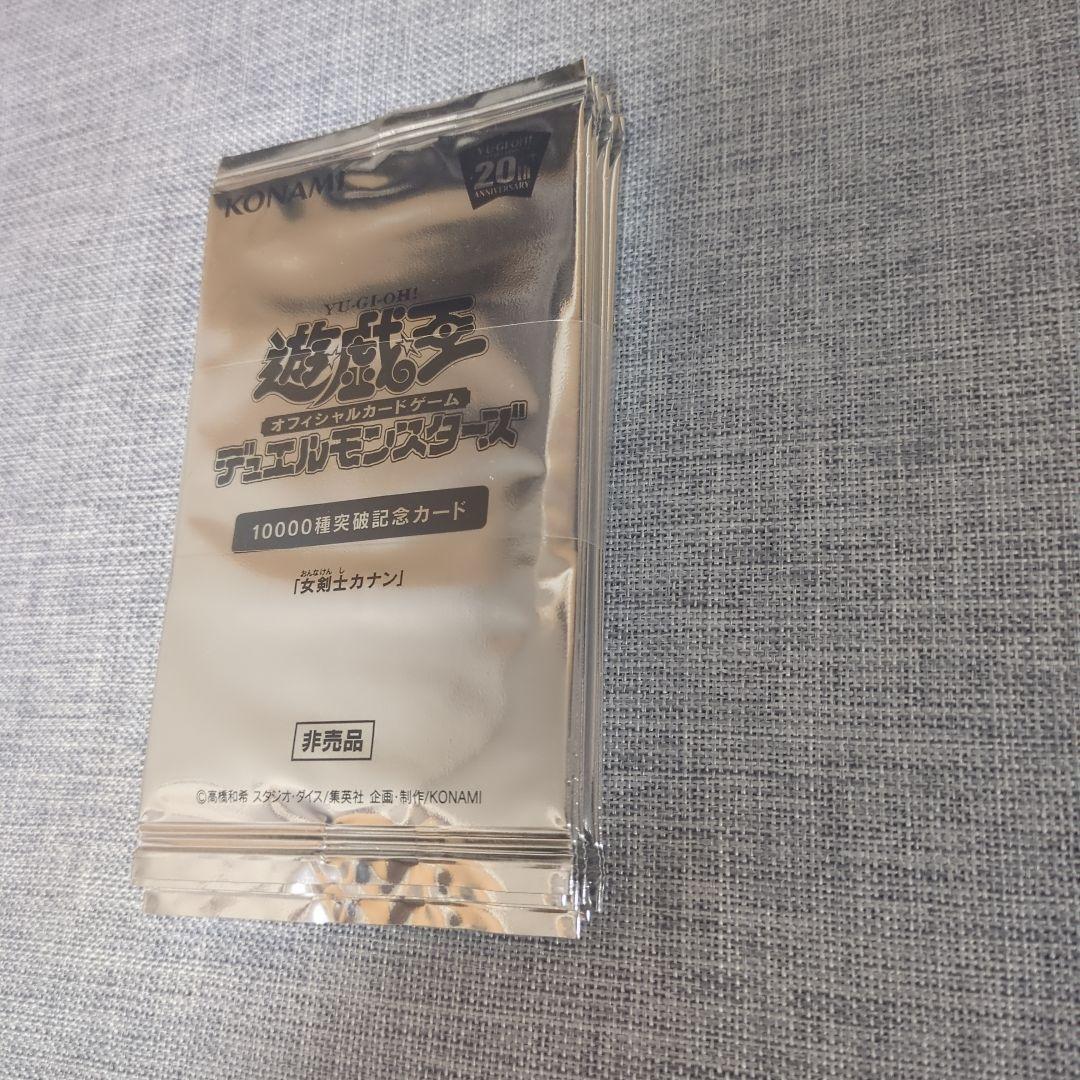 KONAMI
YU-GI-OH!
20th
ANNIVERSARY
YU-GI-OH!
遊戯王
オフィシャルカードゲーム
デュエルモンスターズ
10000種突破記念カード
おんなけん し
「女剣士カナン」
非売品
©高橋和希 スタジオ・ダイス/集英社 企画・制作/KONAMI